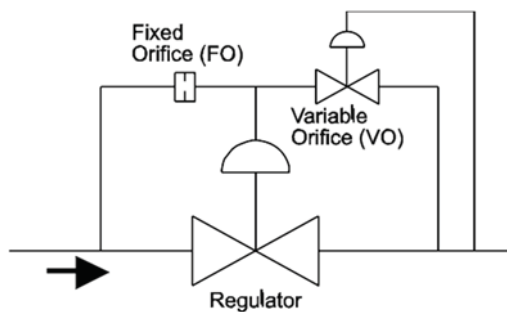 Fixed
Orifice (FO)
Variable
Orifice (VO)
Regulator